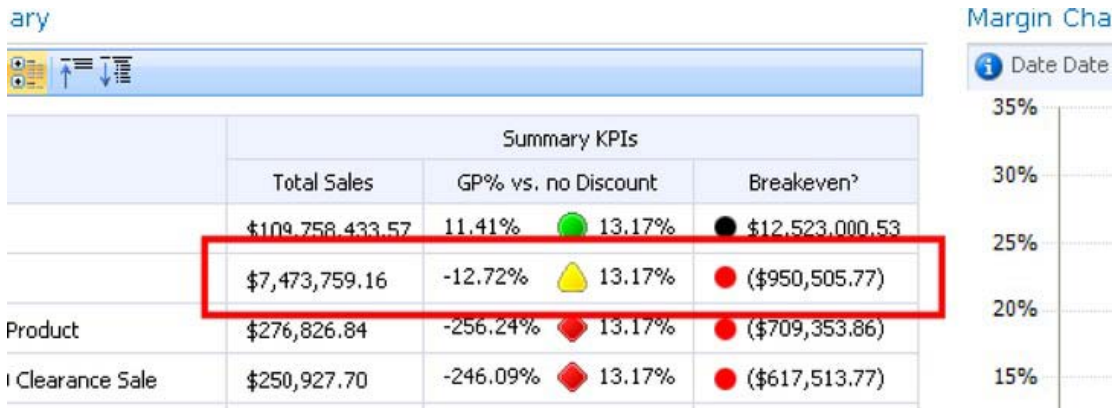 ary
Margin Cha
Date Date
Summary KPIs
Total Sales GP% vs. no Discount Breakeven?
$109,758,433.57 11.41% 13.17% $12,523,000.53
$7,473,759.16 -12.72% 13.17% ($950,505.77)
Product $276,826.84 -256.24% 13.17% ($709,353.86)
Clearance Sale $250,927.70 -246.09% 13.17% ($617,513.77)
35%
30%
25%
20%
15%